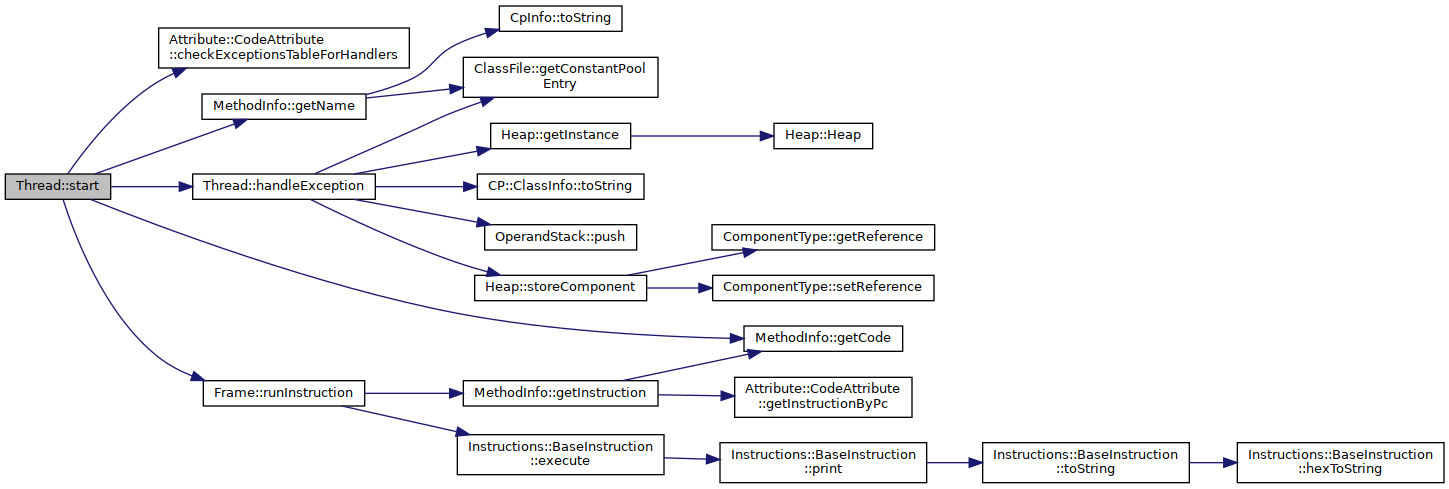 Thread::start
Attribute::CodeAttribute
::checkExceptionsTableForHandlers
MethodInfo::getName
Thread::handleException
Frame::runInstruction
CpInfo::toString
ClassFile::getConstantPool
Entry
Heap::getInstance
CP::ClassInfo::toString
OperandStack::push
Heap::storeComponent
MethodInfo::getInstruction
Instructions::BaseInstruction
::execute
Heap::Heap
ComponentType::getReference
ComponentType::setReference
MethodInfo::getCode
Attribute::CodeAttribute
::getInstructionByPc
Instructions::BaseInstruction
::print
Instructions::BaseInstruction
::toString
Instructions::BaseInstruction
::hexToString